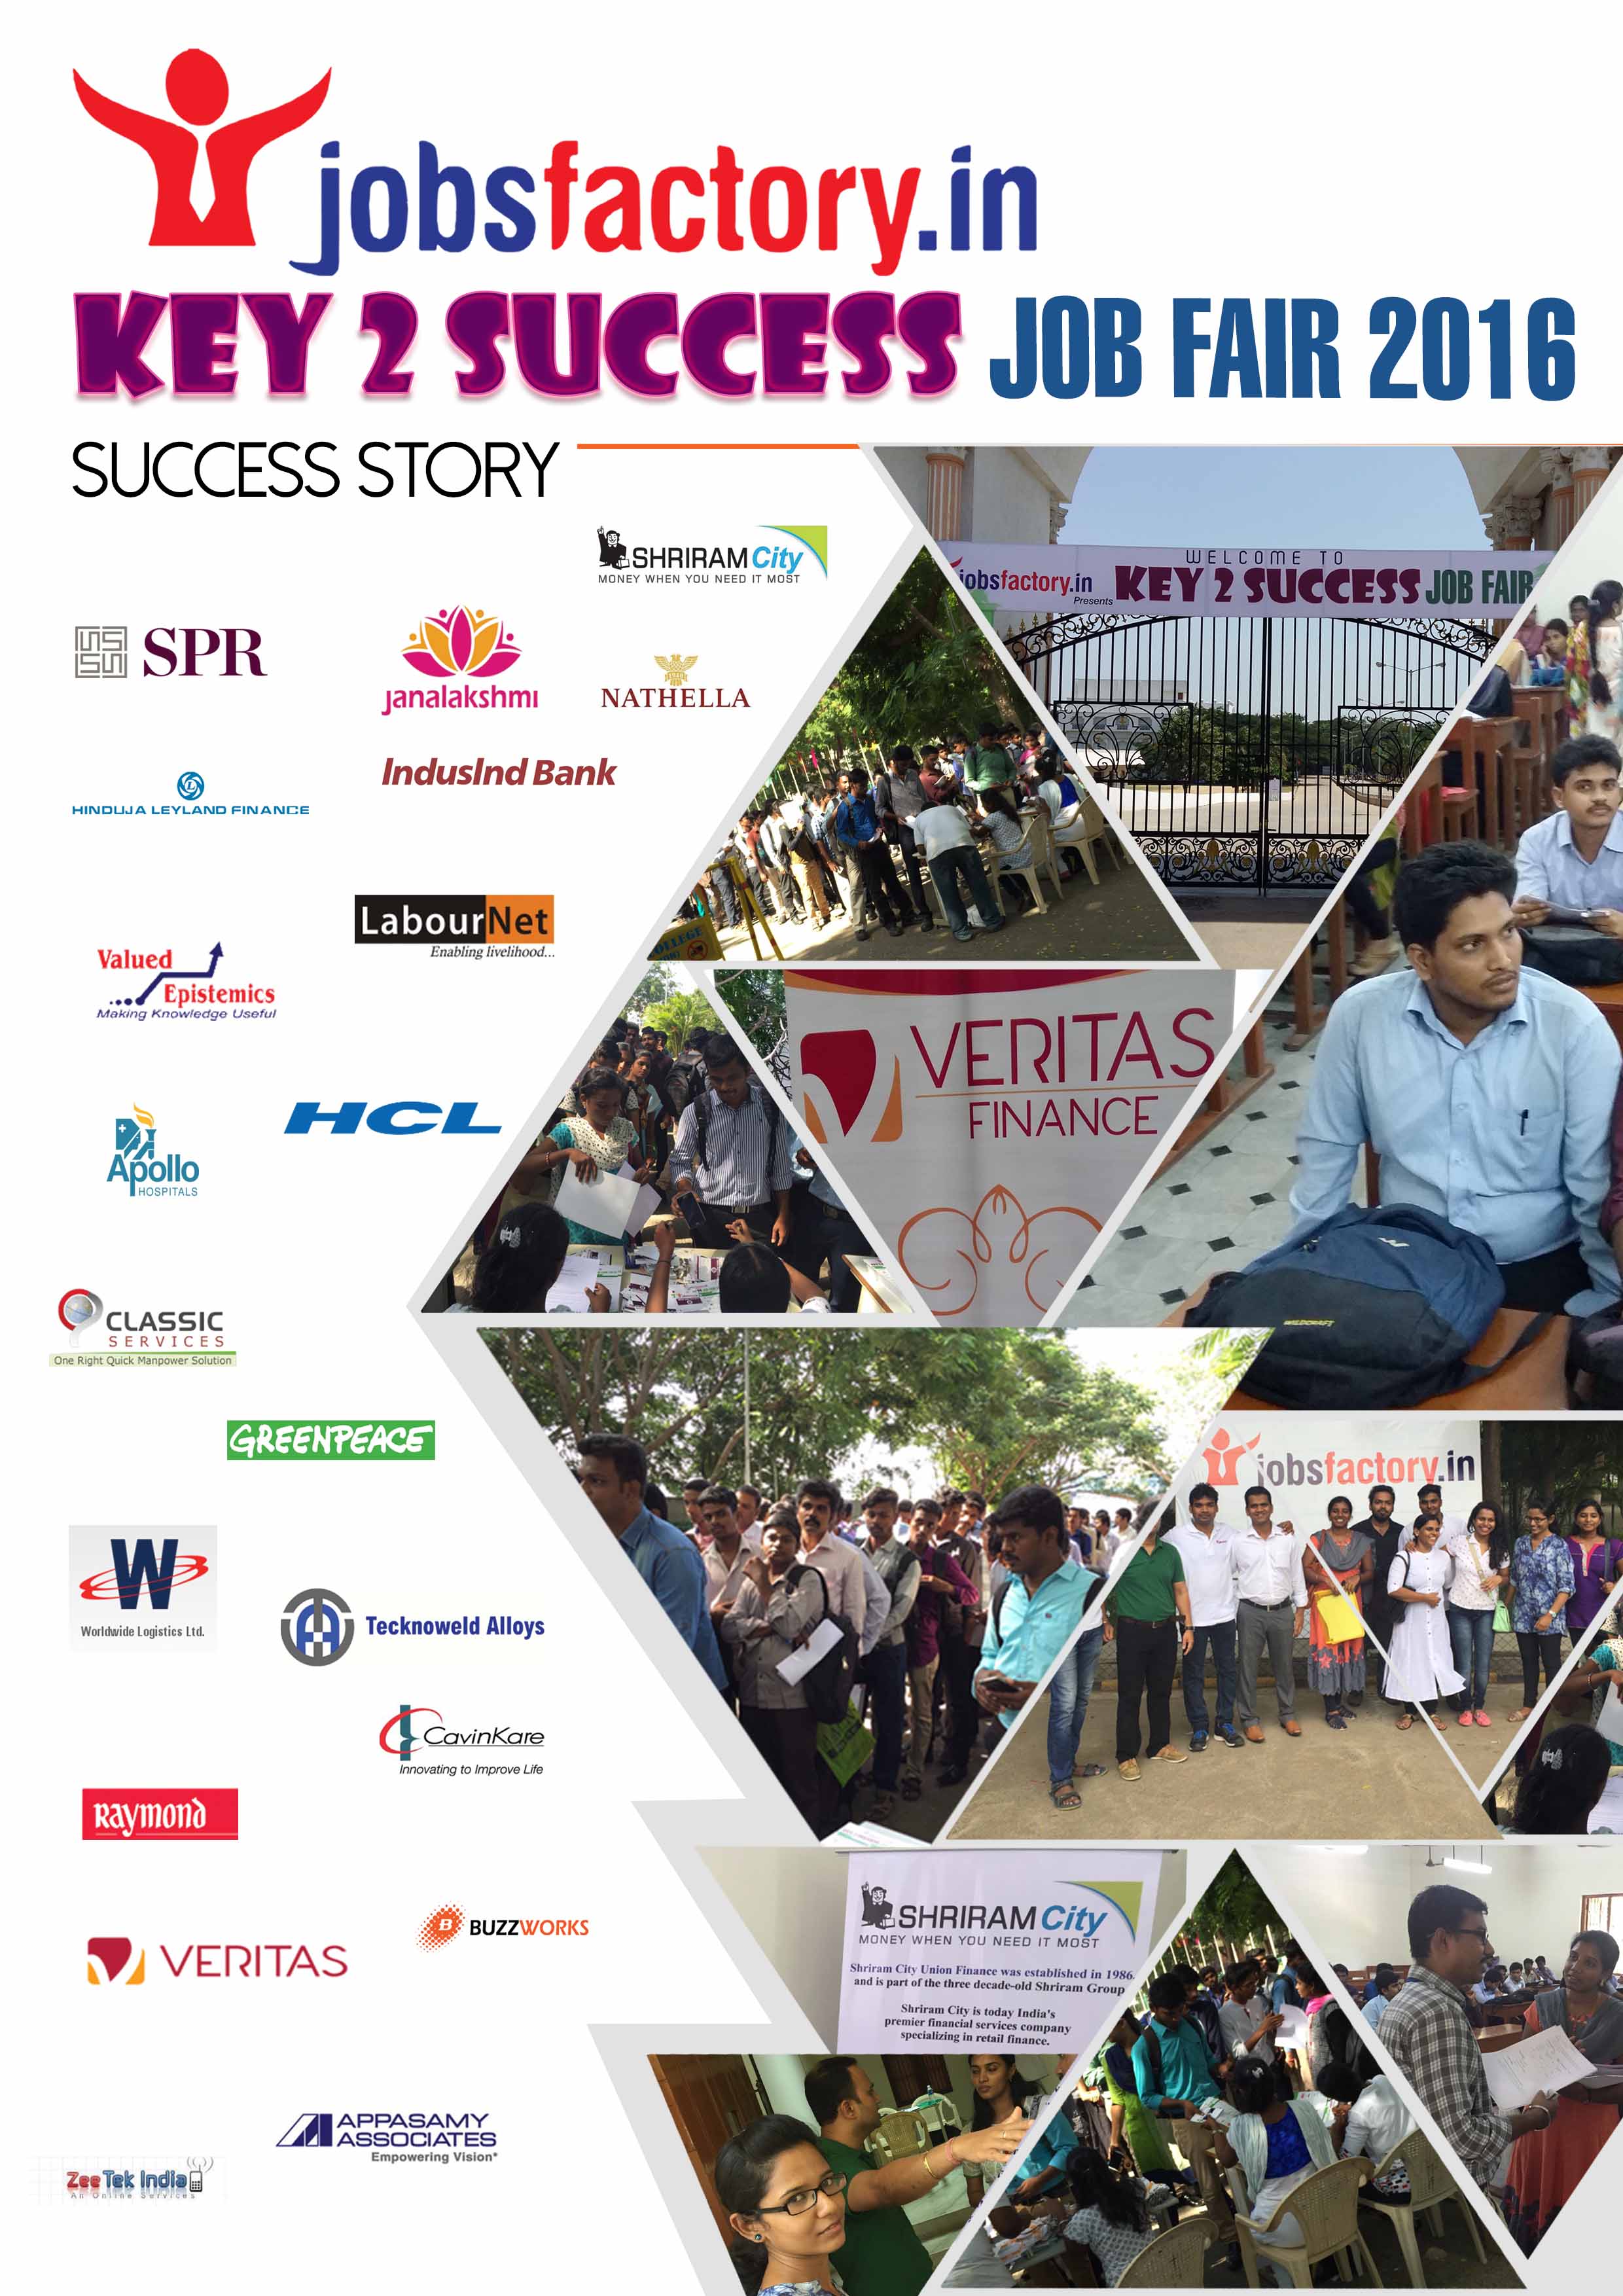 jobsfactory.in
KEY 2 SUCCESS JOB FAIR 2016
SUCCESS STORY
SHRIRAM City
MONEY WHEN YOU NEED IT MOST
SPR
janalakshmi
NATHELLA
IndusInd Bank
HINDUJA LEYLAND FINANCE
LabourNet
Enabling livelihood...
Valued
Epistemics
Making Knowledge Useful
HCL
Apollo
HOSPITALS
CLASSIC
SERVICES
One Right Quick Manpower Solution
GREENPEACE
W
Worldwide Logistics Ltd.
Tecknoweld Alloys
CavinKare
Innovating to Improve Life
Raymond
B BUZZWORKS
VERITAS
APPASAMY
ASSOCIATES
Empowering Vision*
ZeeTek India
An Online Services
WELCOME TO
jobsfactory.in
Presents
KEY 2 SUCCESS JOB FAIR
VERITAS
FINANCE
WILDCRAFT
jobsfactory.in
SHRIRAM City
MONEY WHEN YOU NEED IT MOST
Shriram City Union Finance was established in 1986.
and is part of the three decade-old Shriram Group
Shriram City is today India's
premier financial services company
specializing in retail finance.